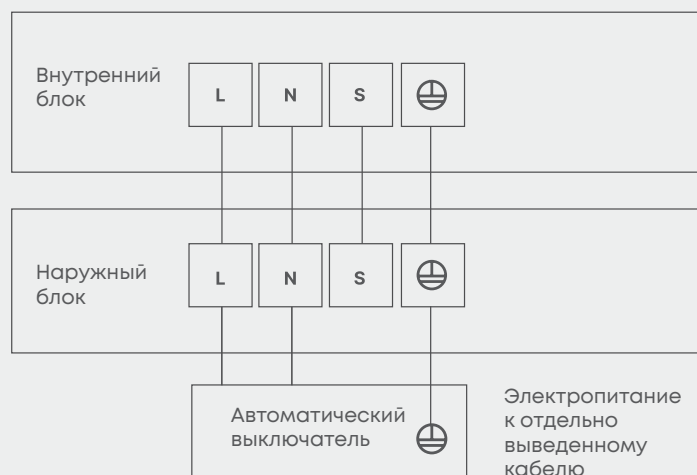 Внутренний
блок
L N S
Наружный
блок
L N S
Автоматический
выключатель
Электропитание
к отдельно
выведенному
кабелю